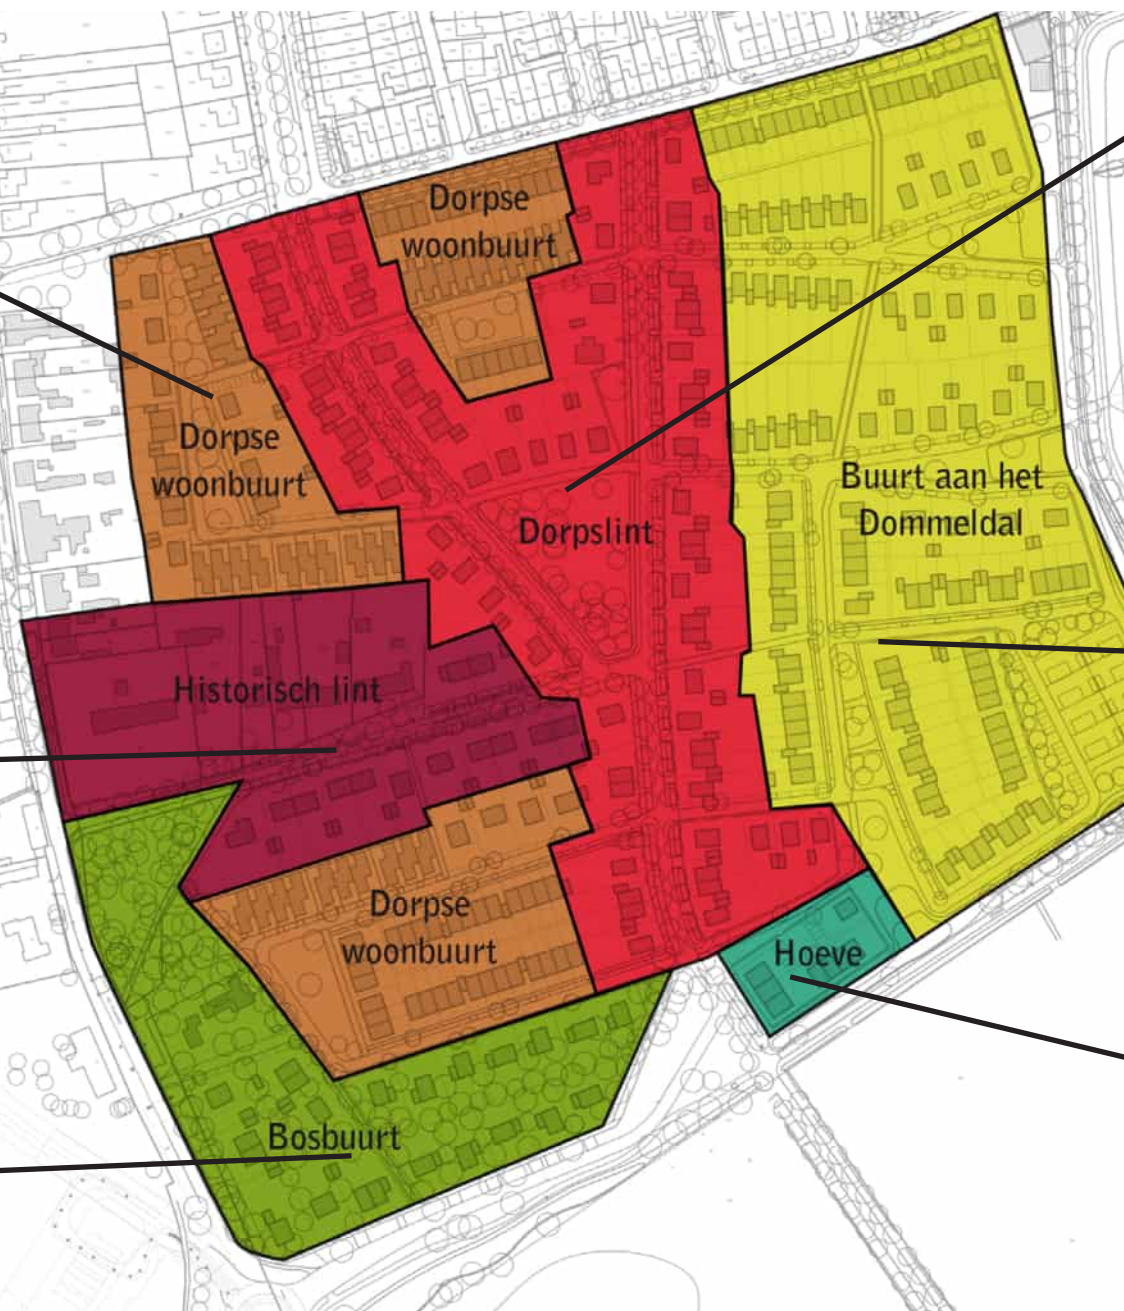 Dorpse
woonbuurt
Dorpse
woonbuurt
Buurt aan het
Dommeldal
Dorpslint
Historisch lint
Dorpse
woonbuurt
Hoeve
Bosbuurt